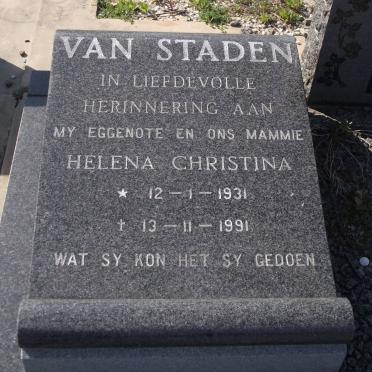 VAN STADEN
IN LIEFDEVOLLE
HERINNERING AAN
MY EGGENOTE EN ONS MAMMIE
HELENA CHRISTINA
★ 12-1-1931
† 13-11-1991
WAT SY KON HET SY GEDOEN